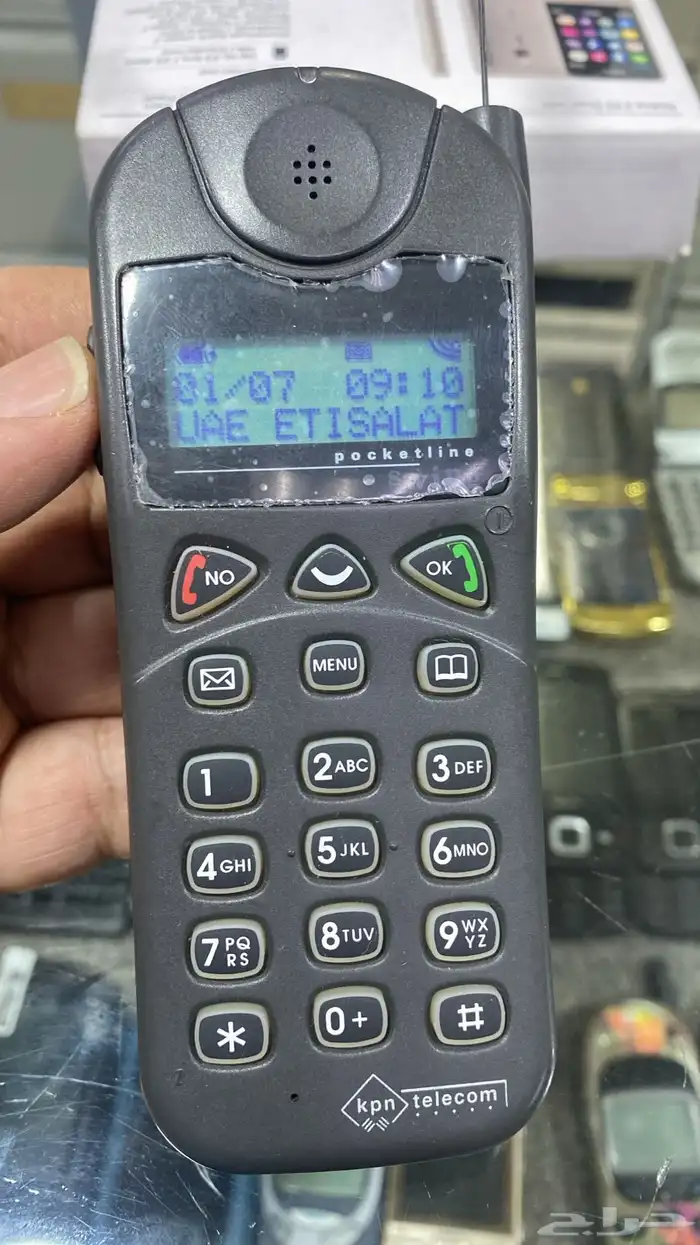 01/07 09:10
UAE ETISALAT
pocketline
NO
OK
MENU
1
2ABC
3DEF
4GHI
5JKL
6MNO
7PQRS
8TUV
9WXYZ
*
0+
#
kpn telecom
حراج